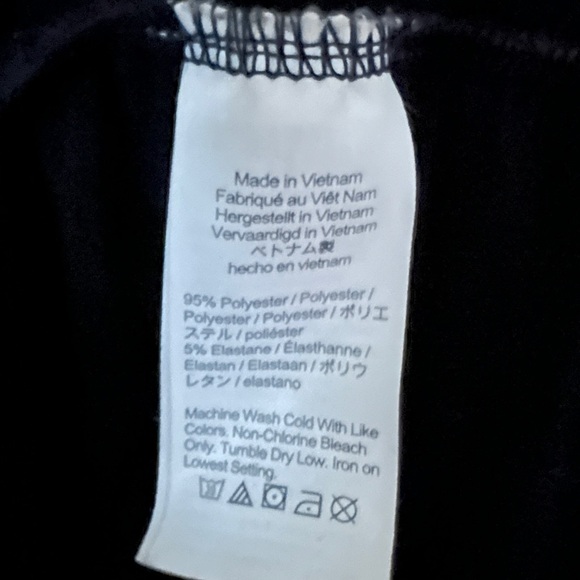 Made in Vietnam
Fabriqué au Viêt Nam
Hergestellt in Vietnam
Vervaardigd in Vietnam
ベトナム製
hecho en vietnam
95% Polyester / Polyester /
Polyester / Polyester / ポリエ
ステル / poliéster
5% Elastane / Élasthanne /
Elastan / Elastaan / ポリウ
レタン / elastano
Machine Wash Cold With Like
Colors. Non-Chlorine Bleach
Only. Tumble Dry Low. Iron on
Lowest Setting.